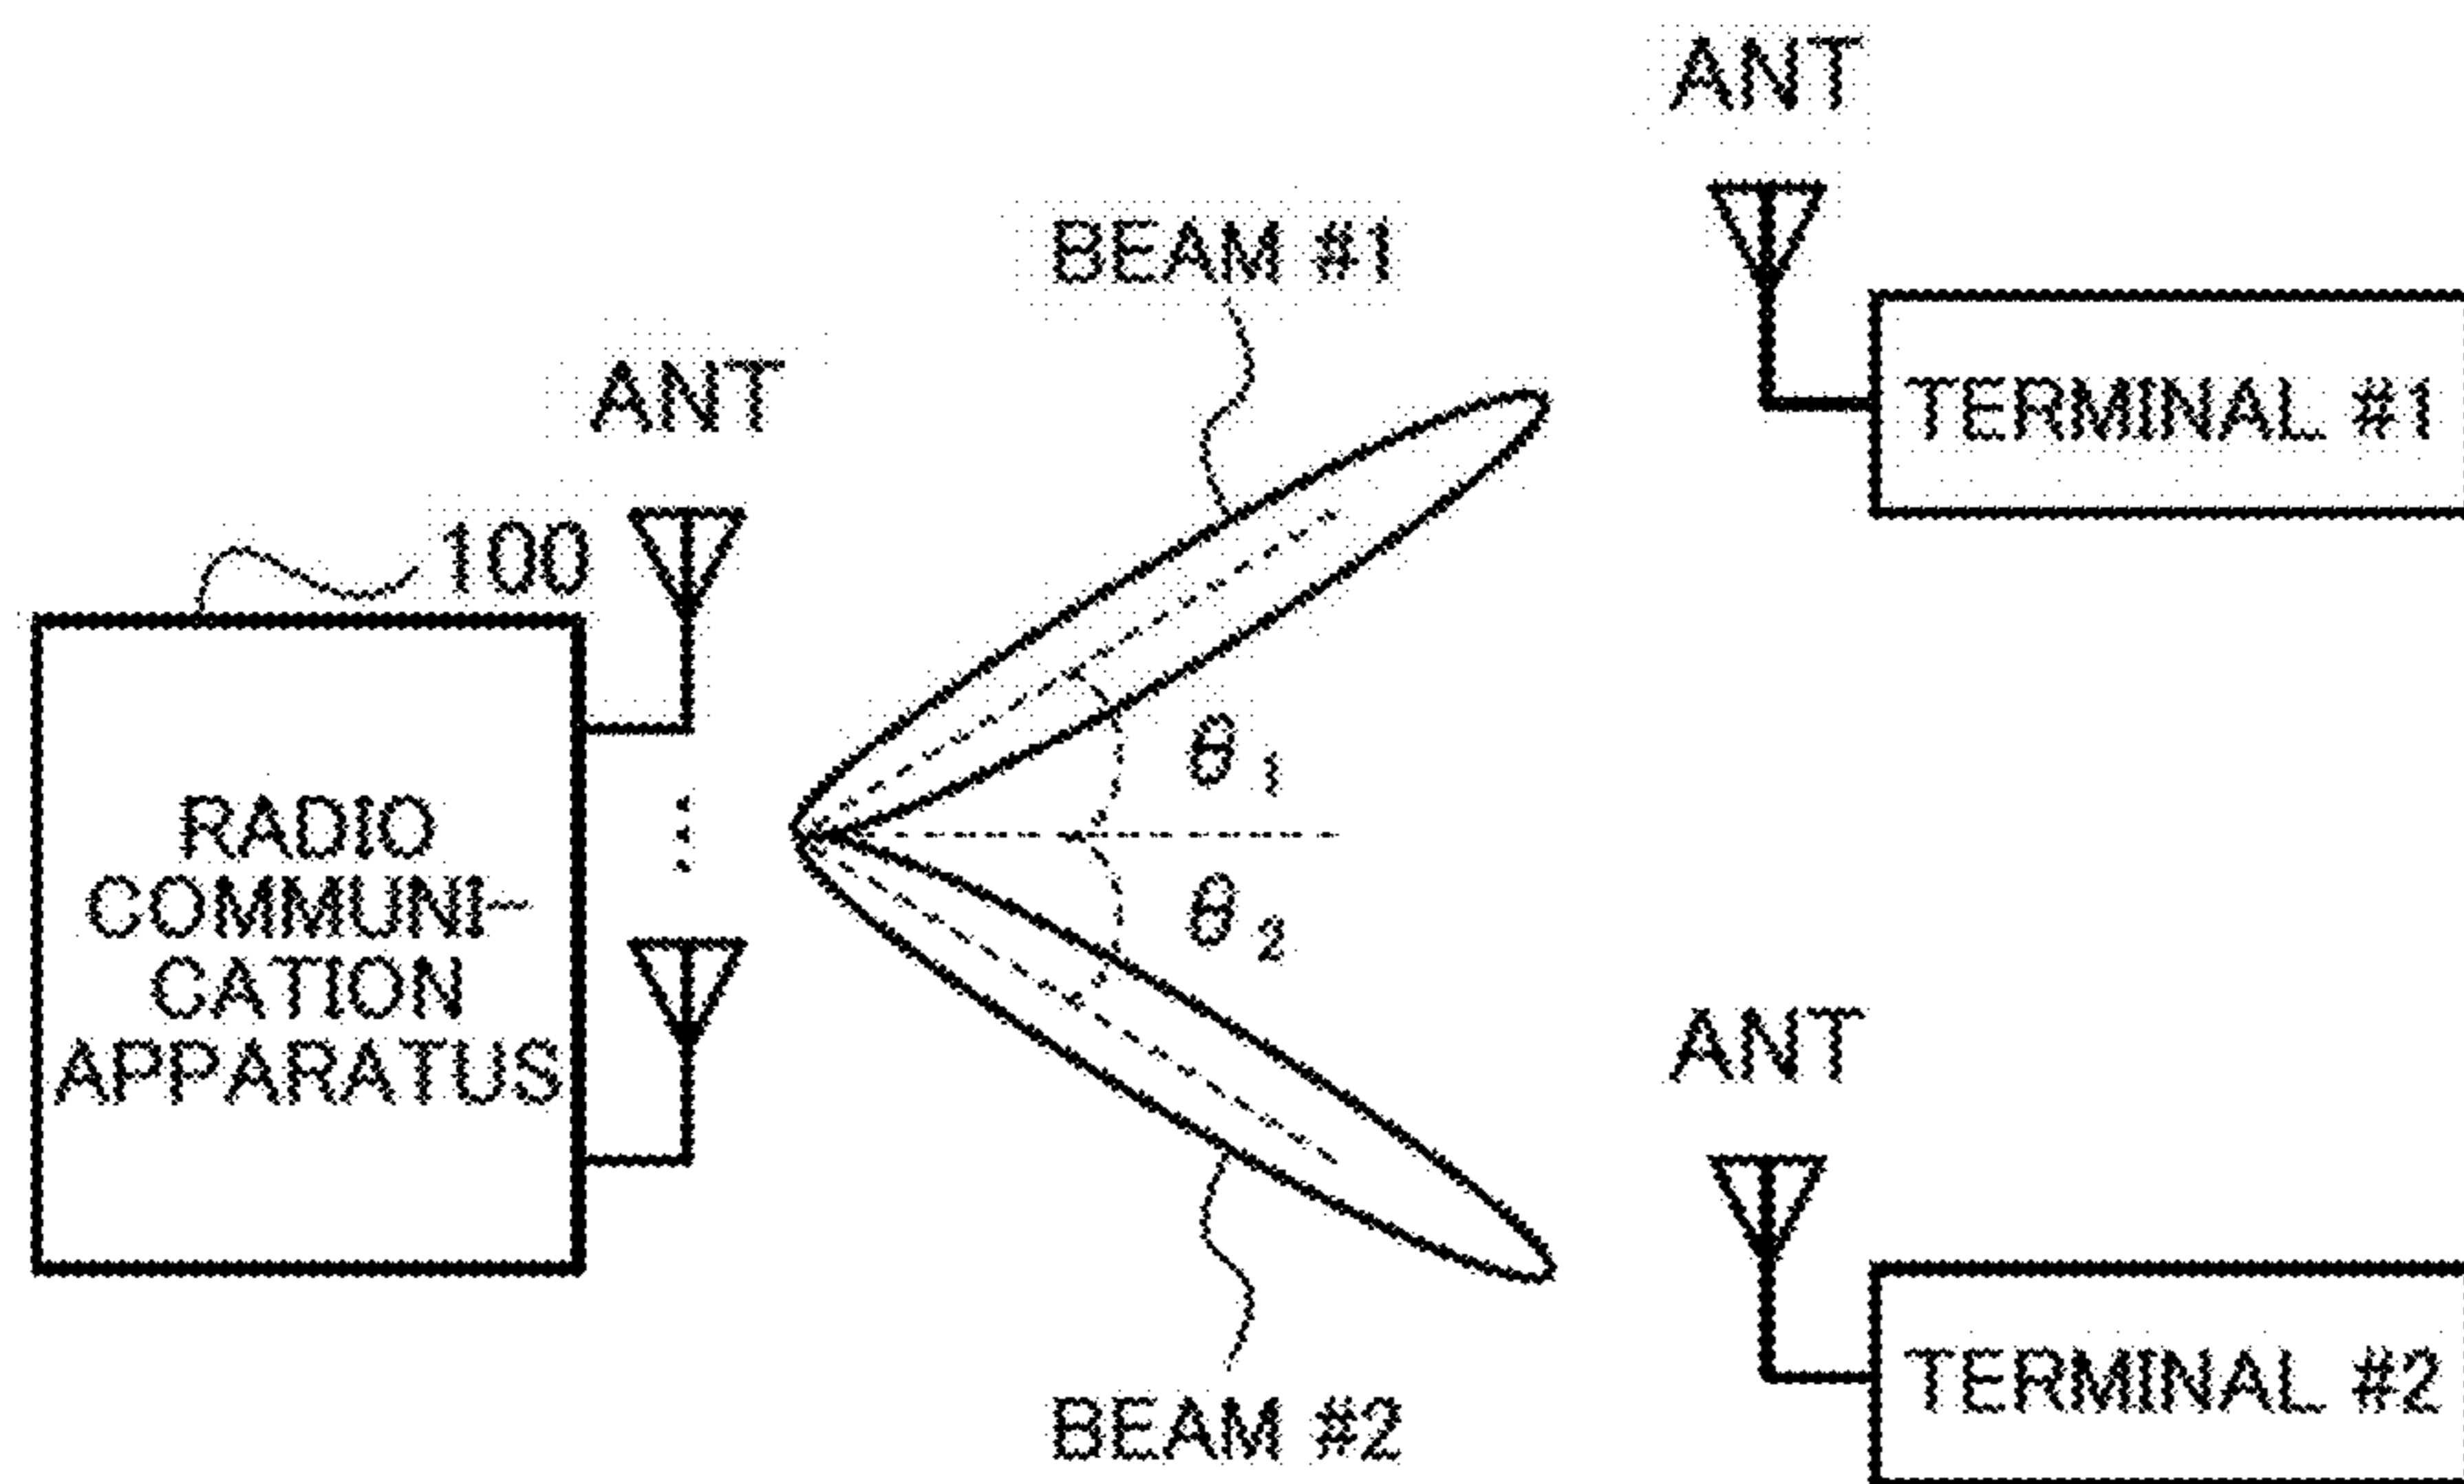 ANT
BEAM #1
ANT
TERMINAL #1
100
θ1
RADIO
COMMUNI-
CATION
APPARATUS
θ2
ANT
TERMINAL #2
BEAM #2